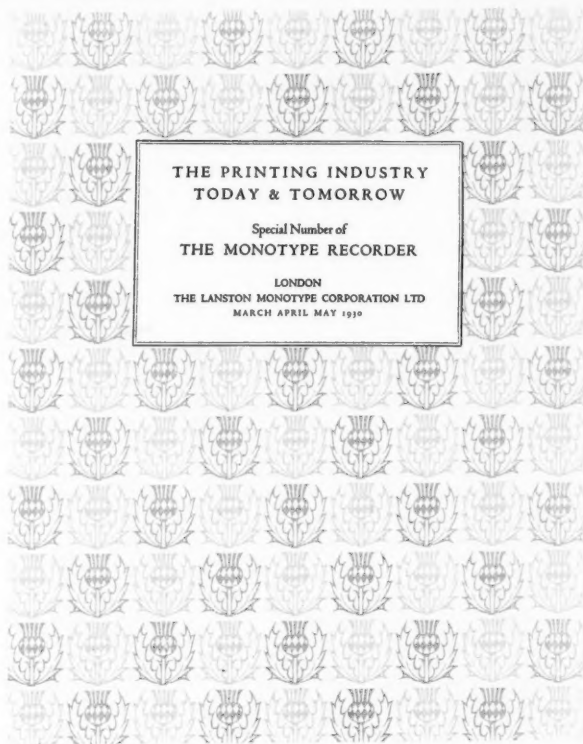 THE PRINTING INDUSTRY
TODAY & TOMORROW
Special Number of
THE MONOTYPE RECORDER
LONDON
THE LANSTON MONOTYPE CORPORATION LTD
MARCH APRIL MAY 1930